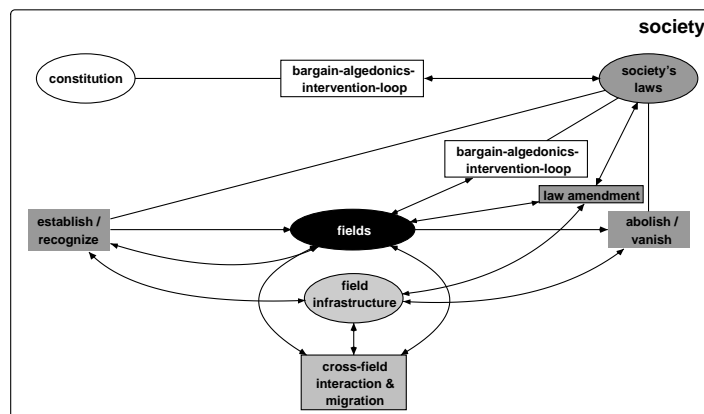 society
constitution
bargain-algedonics-
intervention-loop
society's
laws
bargain-algedonics-
intervention-loop
law amendment
establish /
recognize
fields
abolish /
vanish
field
infrastructure
cross-field
interaction &
migration